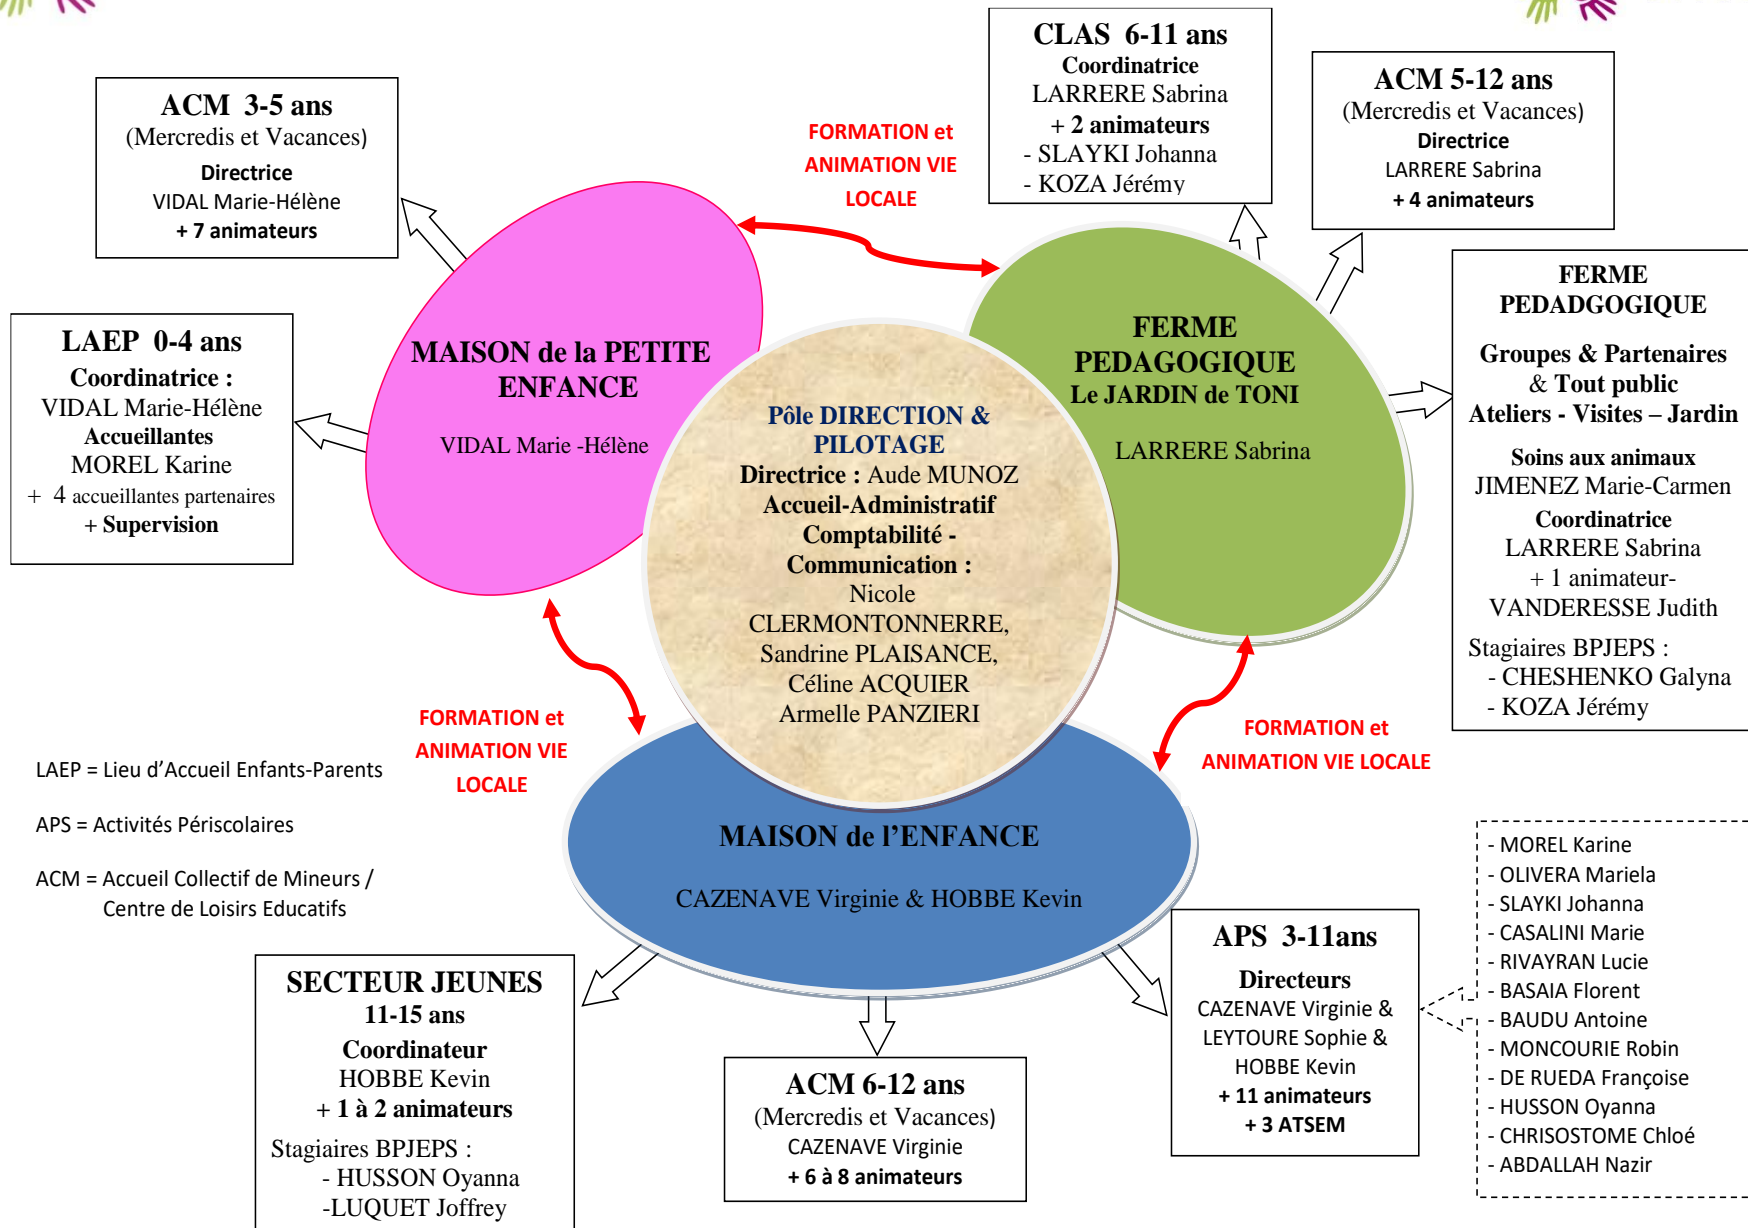 CLAS 6-11 ans
Coordinatrice
LARRERE Sabrina
+ 2 animateurs
- SLAYKI Johanna
- KOZA Jérémy
ACM 3-5 ans
(Mercredis et Vacances)
Directrice
VIDAL Marie-Hélène
+ 7 animateurs
FORMATION et
ANIMATION VIE
LOCALE
ACM 5-12 ans
(Mercredis et Vacances)
Directrice
LARRERE Sabrina
+ 4 animateurs
LAEP 0-4 ans
Coordinatrice :
VIDAL Marie-Hélène
Accueillantes
MOREL Karine
+ 4 accueillantes partenaires
+ Supervision
MAISON de la PETITE
ENFANCE
VIDAL Marie -Hélène
FERME
PEDAGOGIQUE
Le JARDIN de TONI
LARRERE Sabrina
FERME
PEDADGOGIQUE
Groupes & Partenaires
& Tout public
Ateliers - Visites – Jardin
Soins aux animaux
JIMENEZ Marie-Carmen
Coordinatrice
LARRERE Sabrina
+ 1 animateur-
VANDERESSE Judith
Stagiaires BPJEPS :
- CHESHENKO Galyna
- KOZA Jérémy
Pôle DIRECTION &
PILOTAGE
Directrice : Aude MUNOZ
Accueil-Administratif
Comptabilité -
Communication :
Nicole
CLERMONTONNERRE,
Sandrine PLAISANCE,
Céline ACQUIER
Armelle PANZIERI
FORMATION et
ANIMATION VIE
LOCALE
FORMATION et
ANIMATION VIE LOCALE
LAEP = Lieu d’Accueil Enfants-Parents
APS = Activités Périscolaires
ACM = Accueil Collectif de Mineurs /
Centre de Loisirs Educatifs
MAISON de l’ENFANCE
CAZENAVE Virginie & HOBBE Kevin
SECTEUR JEUNES
11-15 ans
Coordinateur
HOBBE Kevin
+ 1 à 2 animateurs
Stagiaires BPJEPS :
- HUSSON Oyanna
-LUQUET Joffrey
ACM 6-12 ans
(Mercredis et Vacances)
CAZENAVE Virginie
+ 6 à 8 animateurs
APS 3-11ans
Directeurs
CAZENAVE Virginie &
LEYTOURE Sophie &
HOBBE Kevin
+ 11 animateurs
+ 3 ATSEM
- MOREL Karine
- OLIVERA Mariela
- SLAYKI Johanna
- CASALINI Marie
- RIVAYRAN Lucie
- BASAIA Florent
- BAUDU Antoine
- MONCOURIE Robin
- DE RUEDA Françoise
- HUSSON Oyanna
- CHRISOSTOME Chloé
- ABDALLAH Nazir